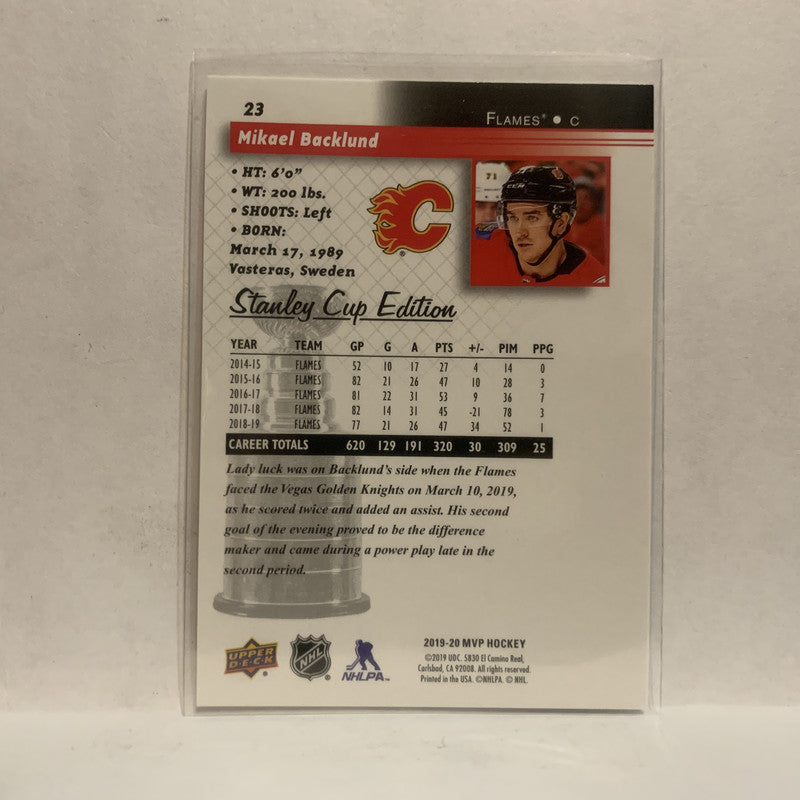 23
FLAMES® • C
Mikael Backlund
• HT: 6'0"
• WT: 200 lbs.
• SHOOTS: Left
• BORN:
March 17, 1989
Vasteras, Sweden
71
CCM
Stanley Cup Edition
YEAR TEAM GP G A PTS +/- PIM PPG
2014-15 FLAMES 52 10 17 27 4 14 0
2015-16 FLAMES 82 21 26 47 10 28 3
2016-17 FLAMES 81 22 31 53 9 36 7
2017-18 FLAMES 82 14 31 45 -21 78 3
2018-19 FLAMES 77 21 26 47 34 52 1
CAREER TOTALS 620 129 191 320 30 309 25
Lady luck was on Backlund's side when the Flames
faced the Vegas Golden Knights on March 10, 2019,
as he scored twice and added an assist. His second
goal of the evening proved to be the difference
maker and came during a power play late in the
second period.
UPPER DECK
NHL
NHLPA™
2019-20 MVP HOCKEY
©2019 UDC. 5830 El Camino Real,
Carlsbad, CA 92008. All rights reserved.
Printed in the USA. ©NHLPA. © NHL.